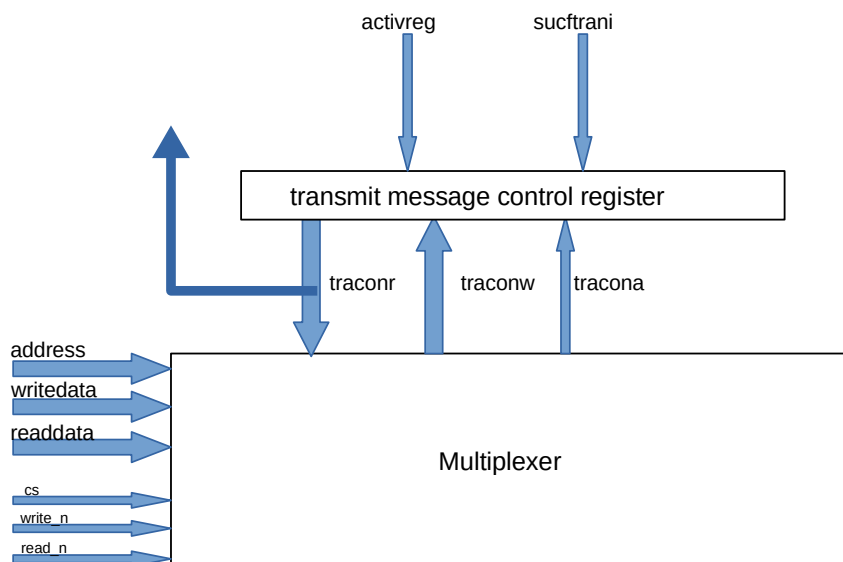 activreg sucftrani
transmit message control register
traconr traconw tracona
address
writedata
readdata
Multiplexer
cs
write_n
read_n